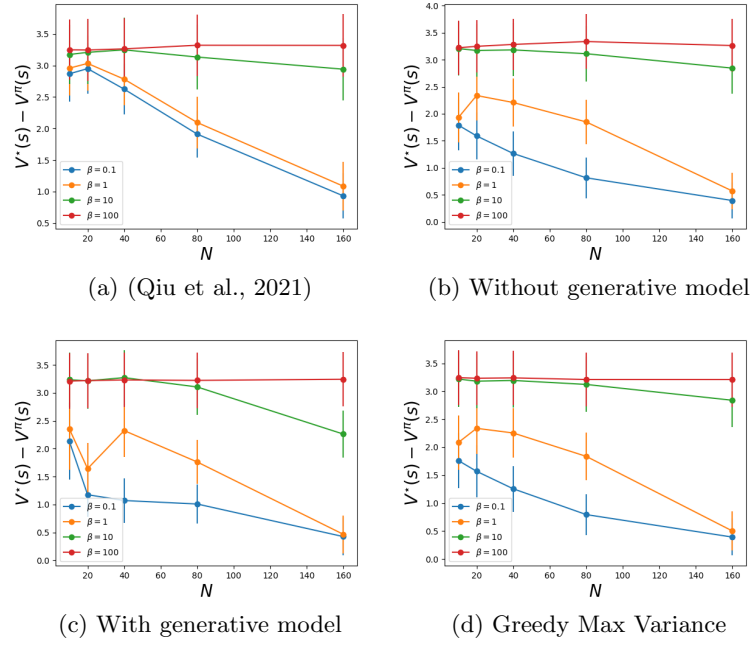 3.5
3.0
2.5
2.0
1.5
1.0
0.5
V*(s) − V^π(s)
β = 0.1
β = 1
β = 10
β = 100
20 40 60 80 100 120 140 160
N
(a) (Qiu et al., 2021)
4.0
3.5
3.0
2.5
2.0
1.5
1.0
0.5
0.0
V*(s) − V^π(s)
β = 0.1
β = 1
β = 10
β = 100
20 40 60 80 100 120 140 160
N
(b) Without generative model
3.5
3.0
2.5
2.0
1.5
1.0
0.5
0.0
V*(s) − V^π(s)
β = 0.1
β = 1
β = 10
β = 100
20 40 60 80 100 120 140 160
N
(c) With generative model
3.5
3.0
2.5
2.0
1.5
1.0
0.5
0.0
V*(s) − V^π(s)
β = 0.1
β = 1
β = 10
β = 100
20 40 60 80 100 120 140 160
N
(d) Greedy Max Variance